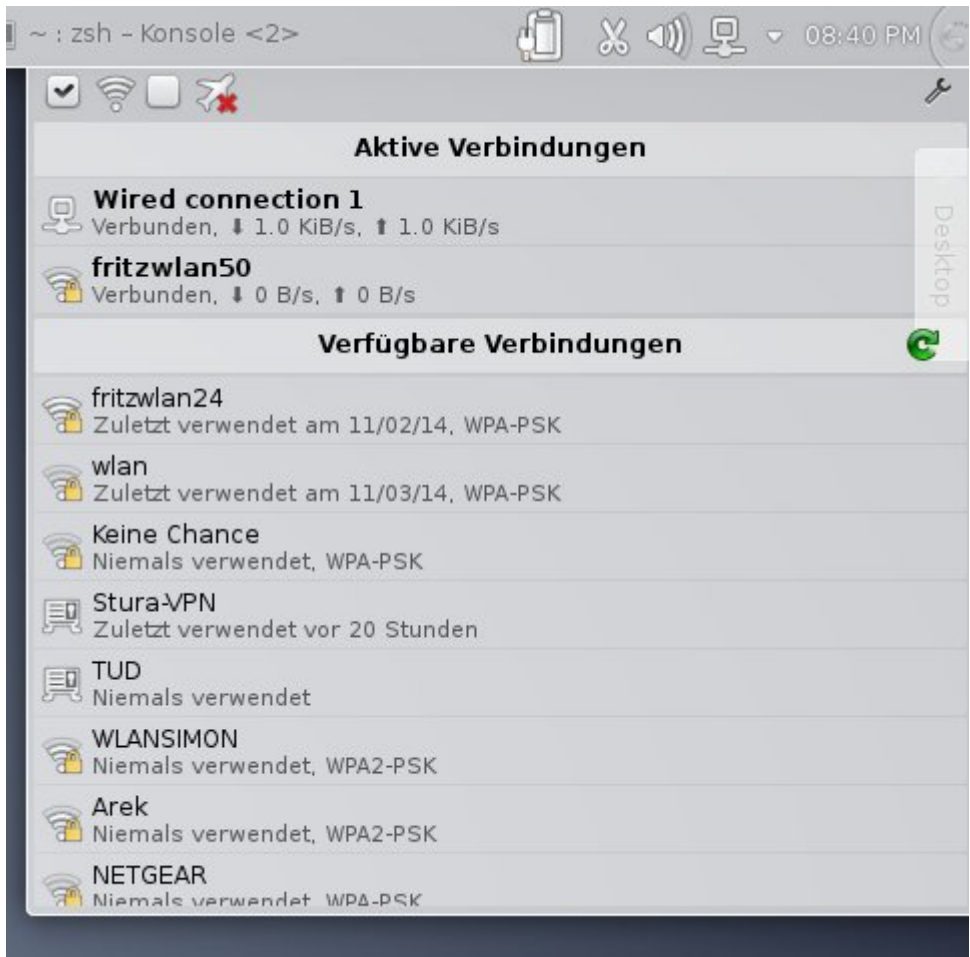 ~ : zsh – Konsole <2>
08:40 PM
Aktive Verbindungen
Wired connection 1
Verbunden, ⬇ 1.0 KiB/s, ⬆ 1.0 KiB/s
Desktop
fritzwlan50
Verbunden, ⬇ 0 B/s, ⬆ 0 B/s
Verfügbare Verbindungen
fritzwlan24
Zuletzt verwendet am 11/02/14, WPA-PSK
wlan
Zuletzt verwendet am 11/03/14, WPA-PSK
Keine Chance
Niemals verwendet, WPA-PSK
Stura-VPN
Zuletzt verwendet vor 20 Stunden
TUD
Niemals verwendet
WLANSIMON
Niemals verwendet, WPA2-PSK
Arek
Niemals verwendet, WPA2-PSK
NETGEAR
Niemals verwendet, WPA-PSK